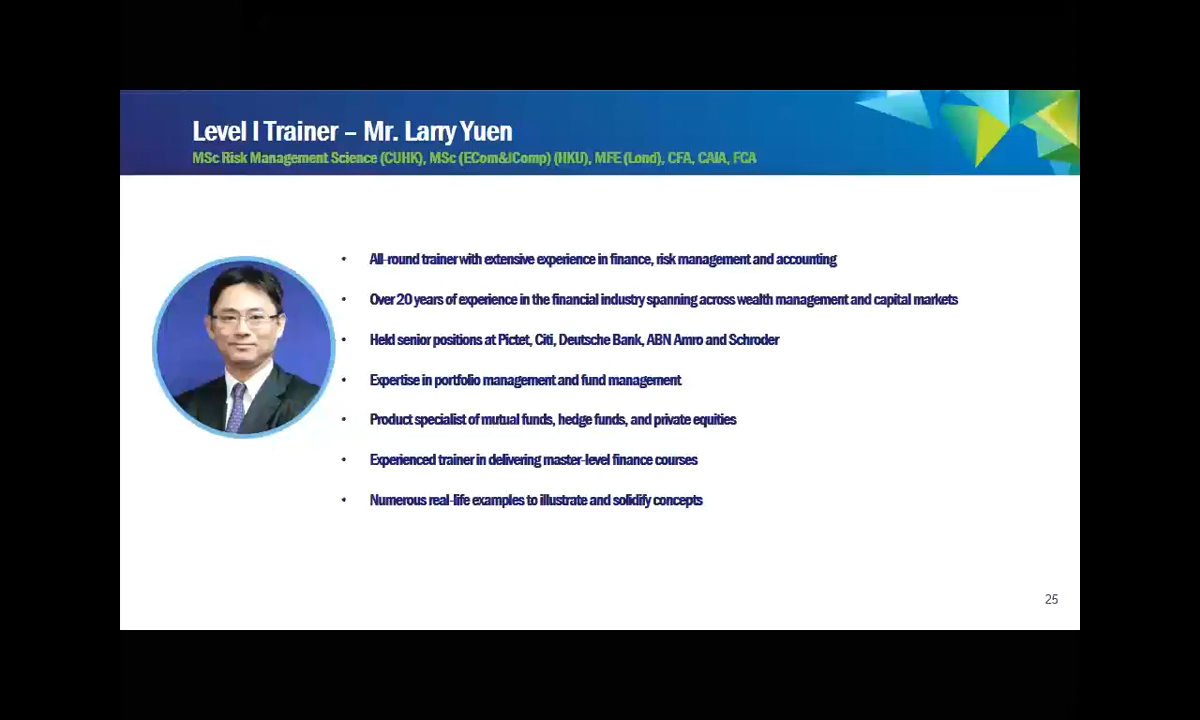 Level I Trainer – Mr. Larry Yuen
MSc Risk Management Science (CUHK), MSc (ECom&IComp) (HKU), MFE (Lond), CFA, CAIA, FCA
• All-round trainer with extensive experience in finance, risk management and accounting
• Over 20 years of experience in the financial industry spanning across wealth management and capital markets
• Held senior positions at Pictet, Citi, Deutsche Bank, ABN Amro and Schroder
• Expertise in portfolio management and fund management
• Product specialist of mutual funds, hedge funds, and private equities
• Experienced trainer in delivering master-level finance courses
• Numerous real-life examples to illustrate and solidify concepts
25